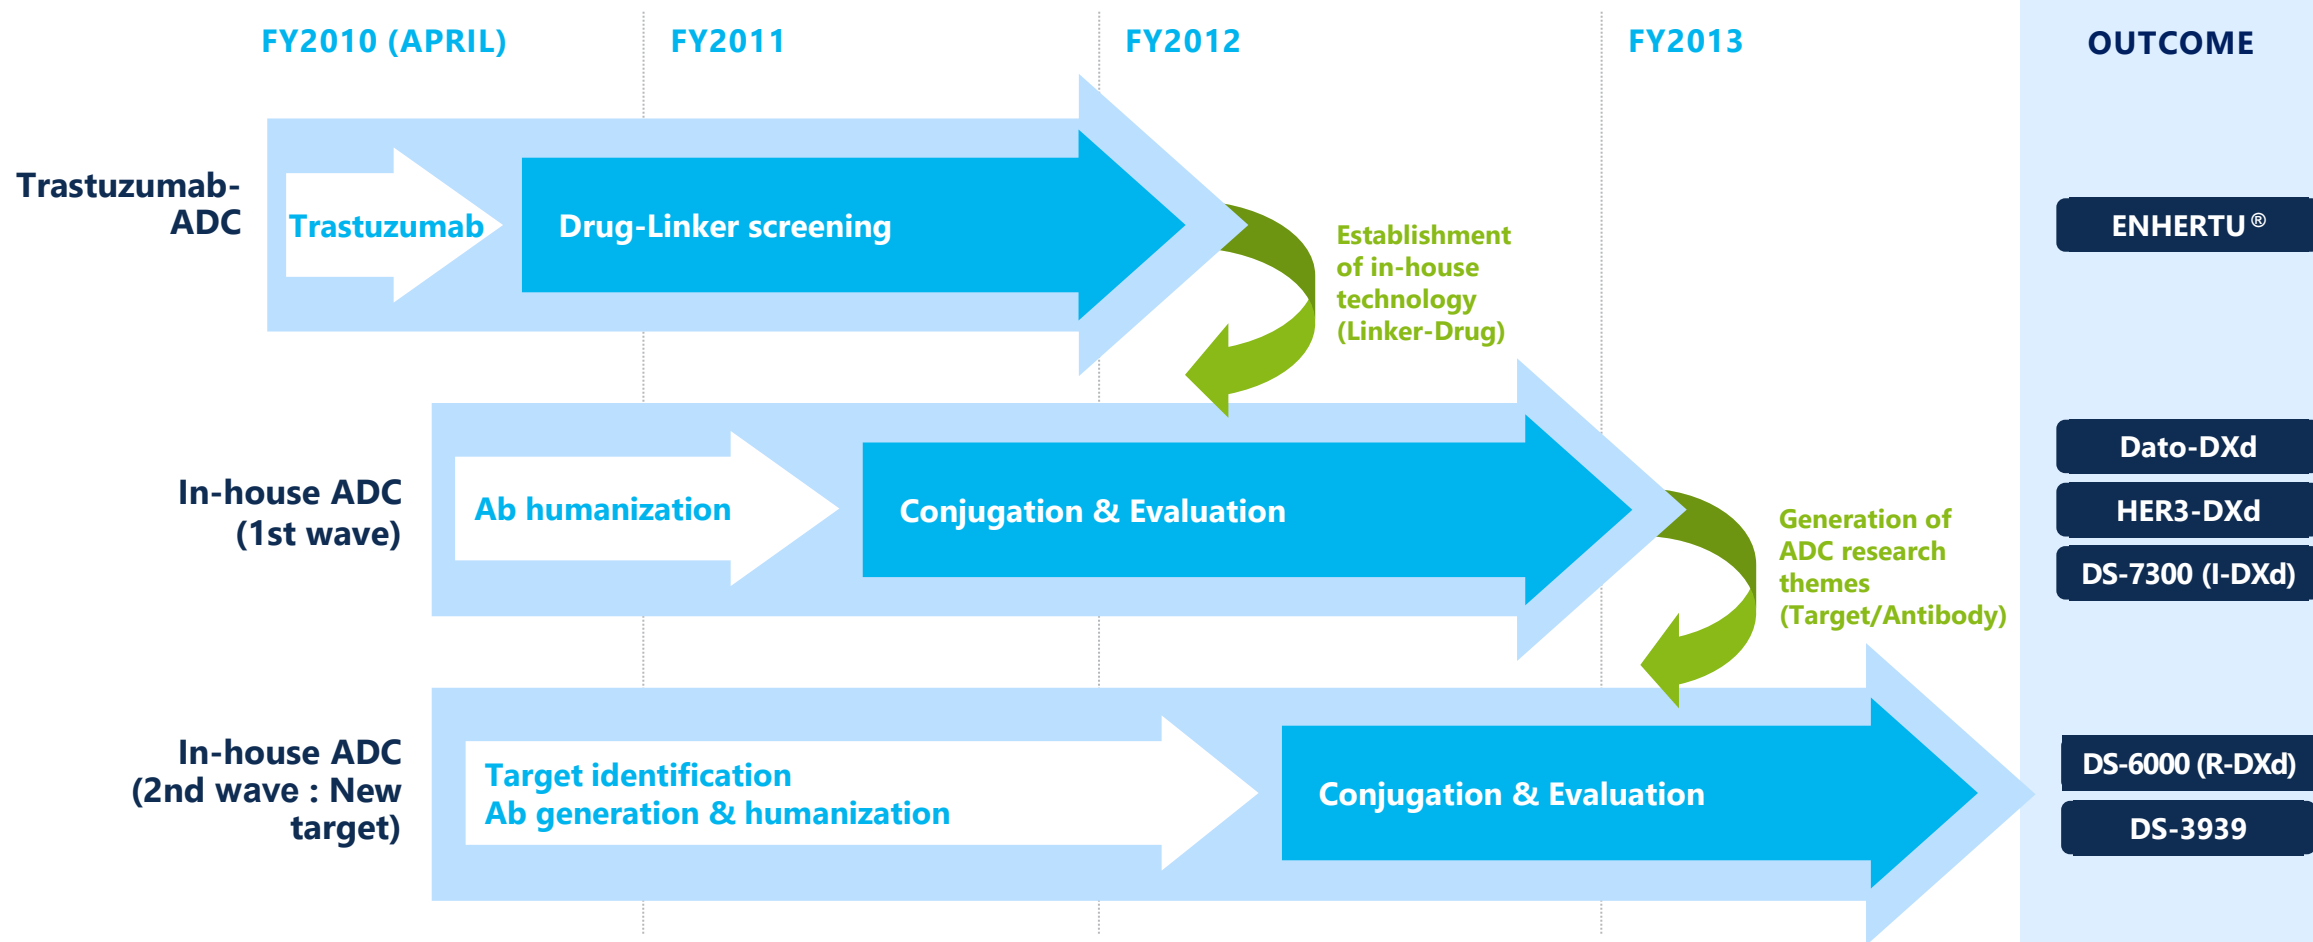 FY2010 (APRIL)
FY2011
FY2012
FY2013
OUTCOME
Trastuzumab-
ADC
Trastuzumab
Drug-Linker screening
Establishment
of in-house
technology
(Linker-Drug)
ENHERTU®
In-house ADC
(1st wave)
Ab humanization
Conjugation & Evaluation
Generation of
ADC research
themes
(Target/Antibody)
Dato-DXd
HER3-DXd
DS-7300 (I-DXd)
In-house ADC
(2nd wave : New
target)
Target identification
Ab generation & humanization
Conjugation & Evaluation
DS-6000 (R-DXd)
DS-3939